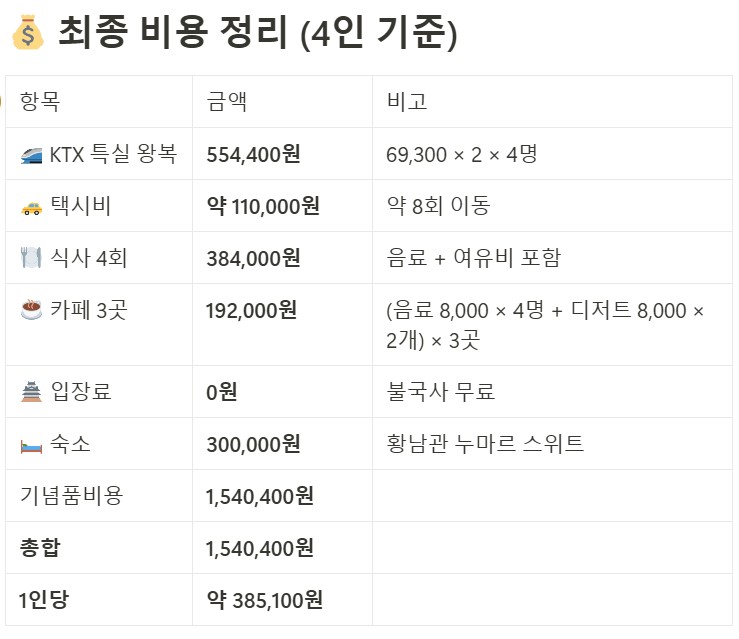 💰 최종 비용 정리 (4인 기준)
항목 금액 비고
🚄 KTX 특실 왕복 554,400원 69,300 × 2 × 4명
🚕 택시비 약 110,000원 약 8회 이동
🍽️ 식사 4회 384,000원 음료 + 여유비 포함
☕ 카페 3곳 192,000원 (음료 8,000 × 4명 + 디저트 8,000 ×
2개) × 3곳
🏯 입장료 0원 불국사 무료
🛏️ 숙소 300,000원 황남관 누마르 스위트
기념품비용 1,540,400원
총합 1,540,400원
1인당 약 385,100원